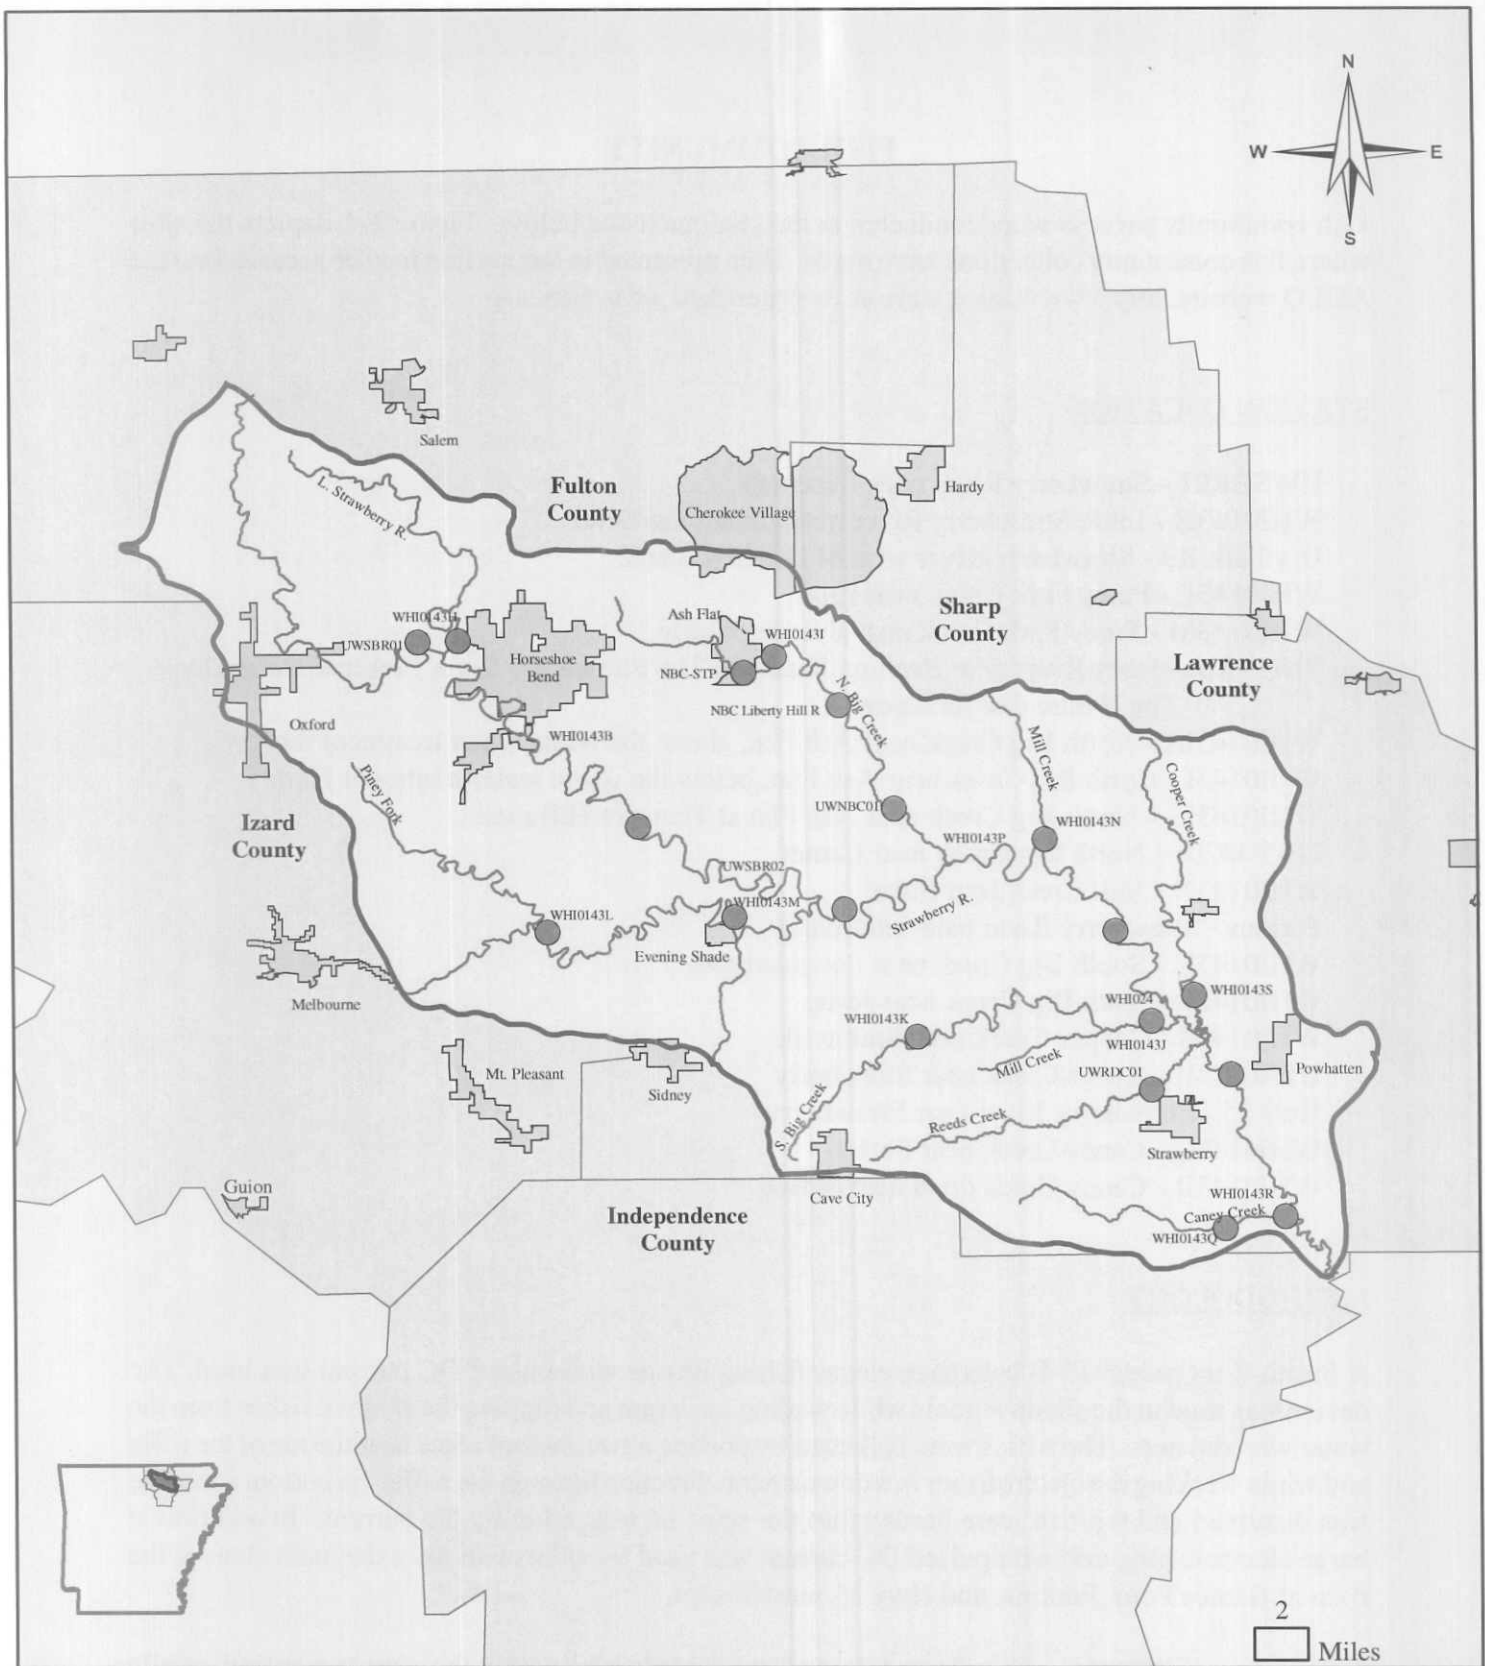 N
W E
S
Salem
L. Strawberry R.
Fulton
County
Cherokee Village
Hardy
Ash Flat
Sharp
County
Lawrence
County
WHI0143H
UWSBR01
Horseshoe
Bend
WHI0143I
NBC-STP
NBC Liberty Hill R
N. Big Creek
Oxford
WHI0143B
Mill Creek
Cooper Creek
Piney Fork
Izard
County
UWNBC01
WHI0143P
WHI0143N
UWSBR02
WHI0143L
WHI0143M
Strawberry R.
Evening Shade
Melbourne
WHI0143K
WHI024
WHI0143S
WHI0143J
Mill Creek
UWRDC01
Powhatten
Mt. Pleasant
Sidney
S. Big Creek
Reeds Creek
Strawberry
Guion
Cave City
WHI0143R
Caney Creek
WHI0143Q
Independence
County
2
Miles